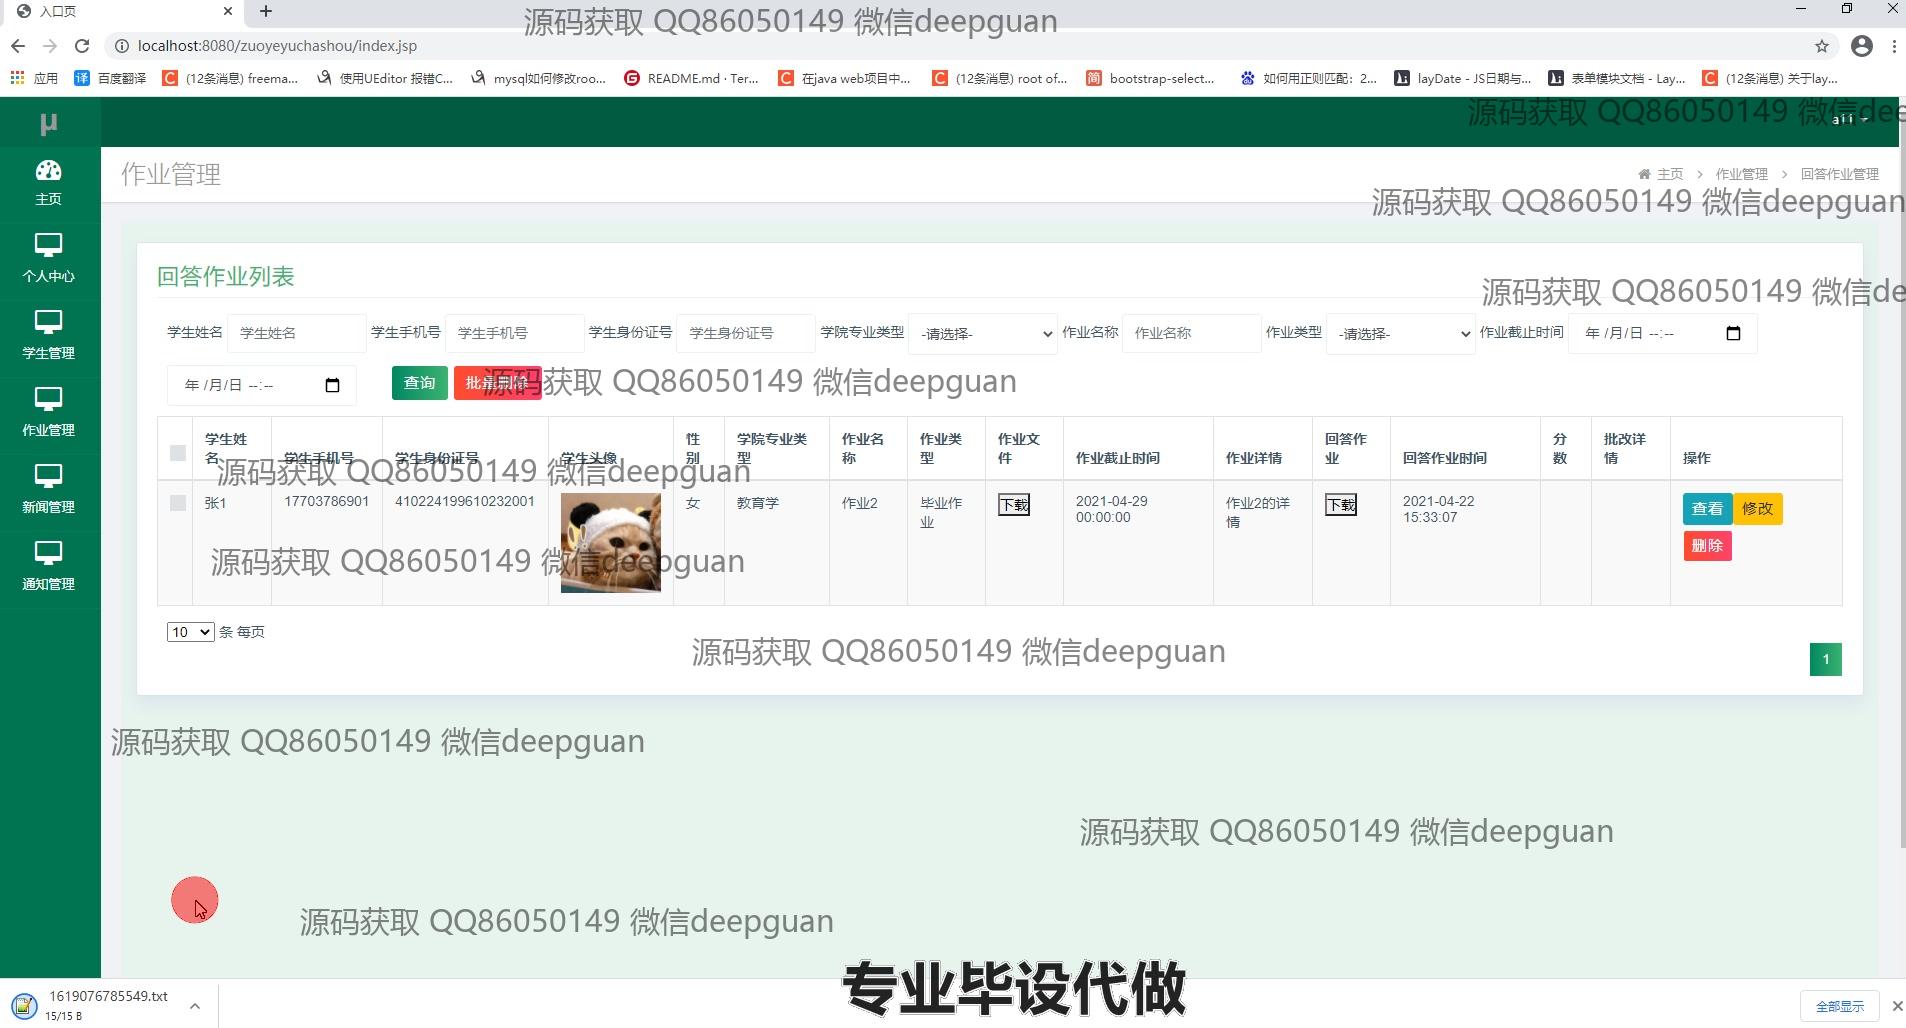 入口页
源码获取 QQ86050149 微信deepguan
localhost:8080/zuoyeyuchashou/index.jsp
应用 百度翻译 (12条消息) freema... 使用UEditor 报错C... mysql如何修改roo... README.md · Ter... 在java web项目中... (12条消息) root of... bootstrap-select... 如何用正则匹配：2... layDate - JS日期与... 表单模块文档 - Lay... (12条消息) 关于lay...
μ
源码获取 QQ86050149 微信dee
主页
作业管理
主页 > 作业管理 > 回答作业管理
源码获取 QQ86050149 微信deepguan
个人中心
回答作业列表
源码获取 QQ86050149 微信de
学生姓名 学生姓名 学生手机号 学生手机号 学生身份证号 学生身份证号 学院专业类型 -请选择- 作业名称 作业名称 作业类型 -请选择- 作业截止时间 年 /月/日 --:--
学生管理
年 /月/日 --:-- 查询 批量删除
源码获取 QQ86050149 微信deepguan
作业管理
学生姓名 学生手机号 学生身份证号 学生头像 性别 学院专业类型 作业名称 作业类型 作业文件 作业截止时间 作业详情 回答作业 回答作业时间 分数 批改详情 操作
源码获取 QQ86050149 微信deepguan
张1 17703786901 410224199610232001 女 教育学 作业2 毕业作业 下载 2021-04-29 00:00:00 作业2的详情 下载 2021-04-22 15:33:07 查看 修改
删除
新闻管理
源码获取 QQ86050149 微信deepguan
通知管理
10 条 每页
源码获取 QQ86050149 微信deepguan
1
源码获取 QQ86050149 微信deepguan
源码获取 QQ86050149 微信deepguan
源码获取 QQ86050149 微信deepguan
专业毕设代做
1619076785549.txt
15/15 B
全部显示